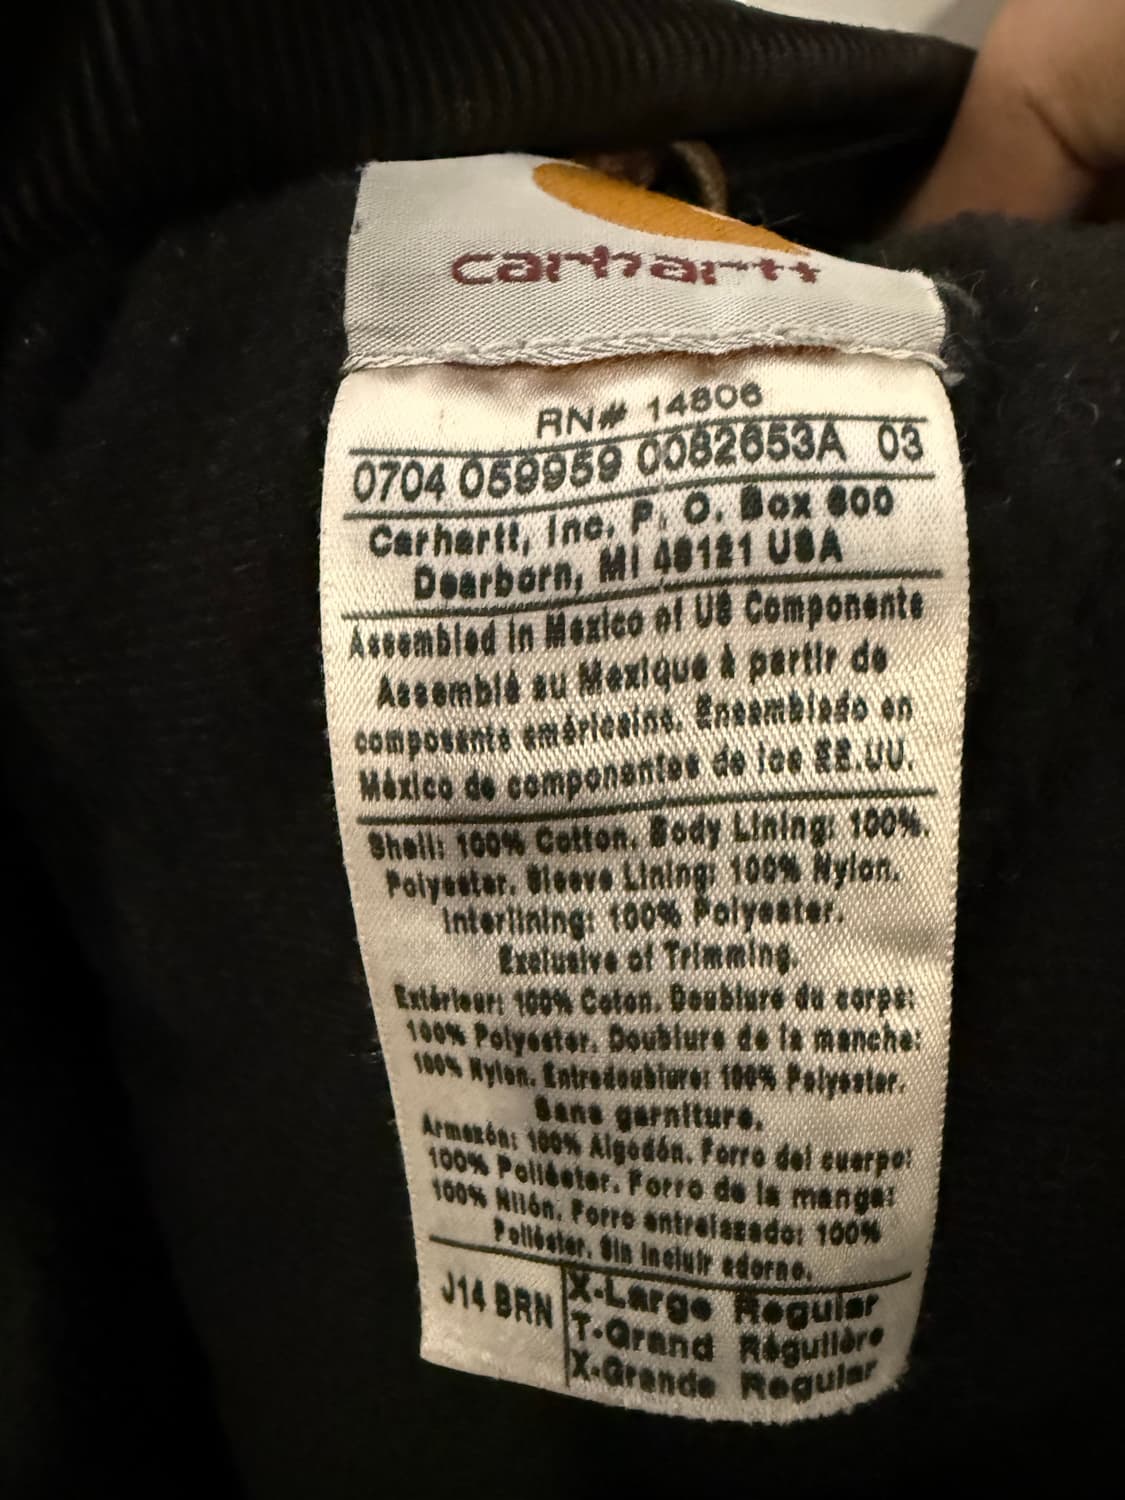 carhartt
RN# 14806
0704 059959 0082653A 03
Carhartt, Inc. P. O. Box 600
Dearborn, MI 48121 USA
Assembled in Mexico of US Components
Assemblé au Mexique à partir de
composants américains. Ensamblado en
México de componentes de los EE.UU.
Shell: 100% Cotton. Body Lining: 100%.
Polyester. Sleeve Lining: 100% Nylon.
Interlining: 100% Polyester.
Exclusive of Trimming.
Extérieur: 100% Coton. Doublure du corps:
100% Polyester. Doublure de la manche:
100% Nylon. Entredoublure: 100% Polyester.
Sans garniture.
Armazón: 100% Algodón. Forro del cuerpo:
100% Poliéster. Forro de la manga:
100% Nilón. Forro entrelazado: 100%
Poliéster. Sin incluir adorno.
J14 BRN X-Large Regular
T-Grand Régulière
X-Grande Regular